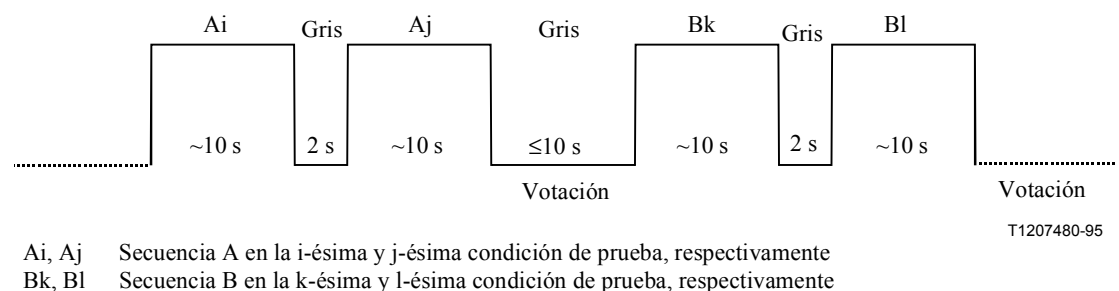 Ai Gris Aj Gris Bk Gris Bl
~10 s 2 s ~10 s ≤10 s ~10 s 2 s ~10 s
Votación Votación
T1207480-95
Ai, Aj Secuencia A en la i-ésima y j-ésima condición de prueba, respectivamente
Bk, Bl Secuencia B en la k-ésima y l-ésima condición de prueba, respectivamente